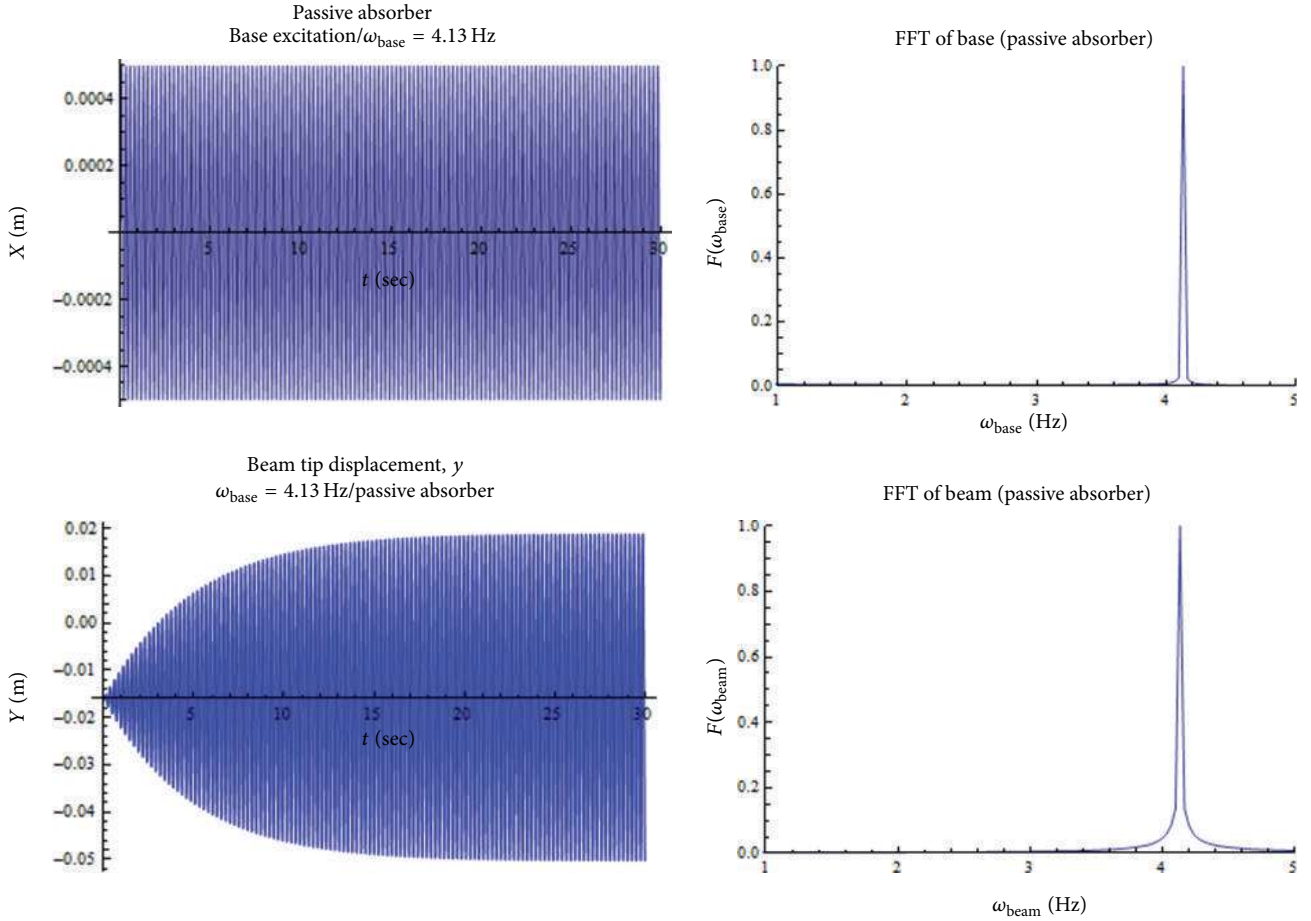 Passive absorber
Base excitation/ω_base = 4.13 Hz
0.0004
0.0002
−0.0002
−0.0004
5 10 15 20 25 30
X (m)
t (sec)
FFT of base (passive absorber)
1.0
0.8
0.6
0.4
0.2
0.0
1 2 3 4 5
F(ω_base)
ω_base (Hz)
Beam tip displacement, y
ω_base = 4.13 Hz/passive absorber
0.02
0.01
0.00
−0.01
−0.02
−0.03
−0.04
−0.05
5 10 15 20 25 30
Y (m)
t (sec)
FFT of beam (passive absorber)
1.0
0.8
0.6
0.4
0.2
0.0
1 2 3 4 5
F(ω_beam)
ω_beam (Hz)